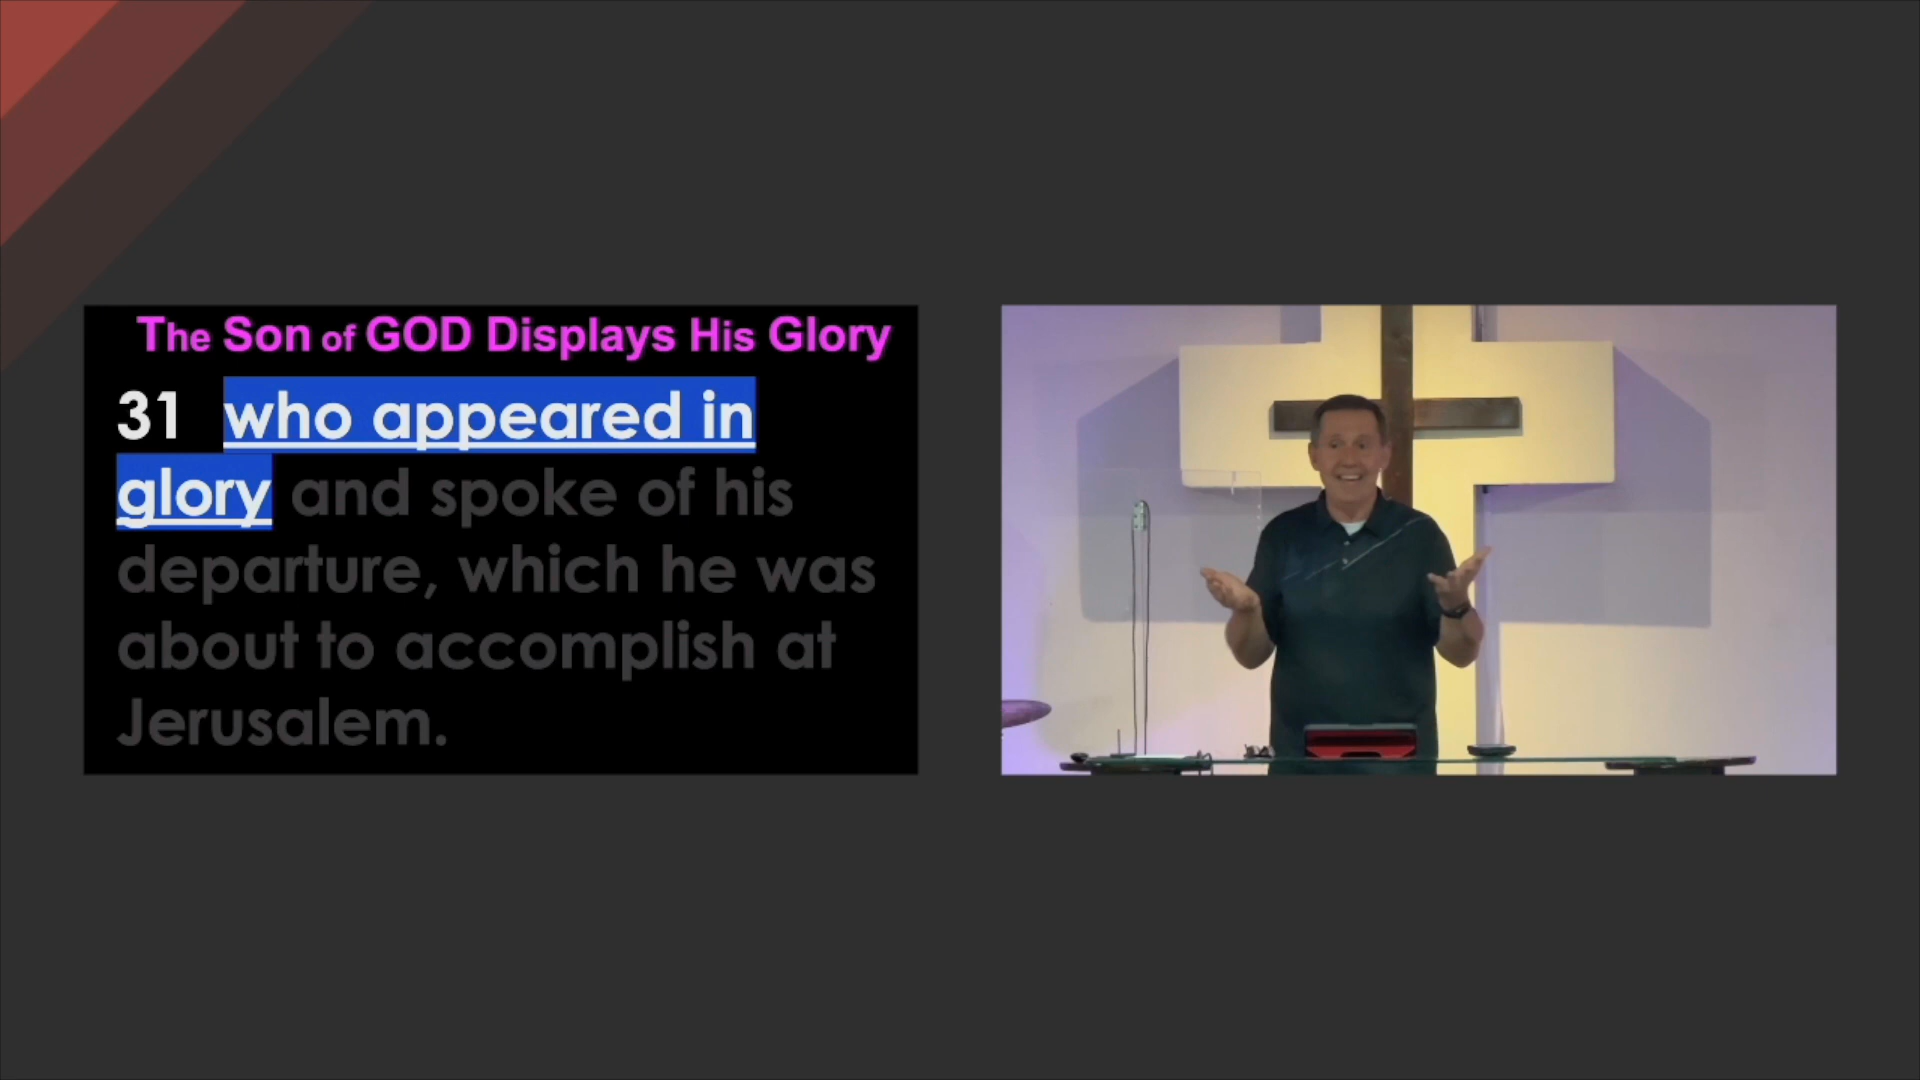 The Son of GOD Displays His Glory
31 who appeared in
glory and spoke of his
departure, which he was
about to accomplish at
Jerusalem.